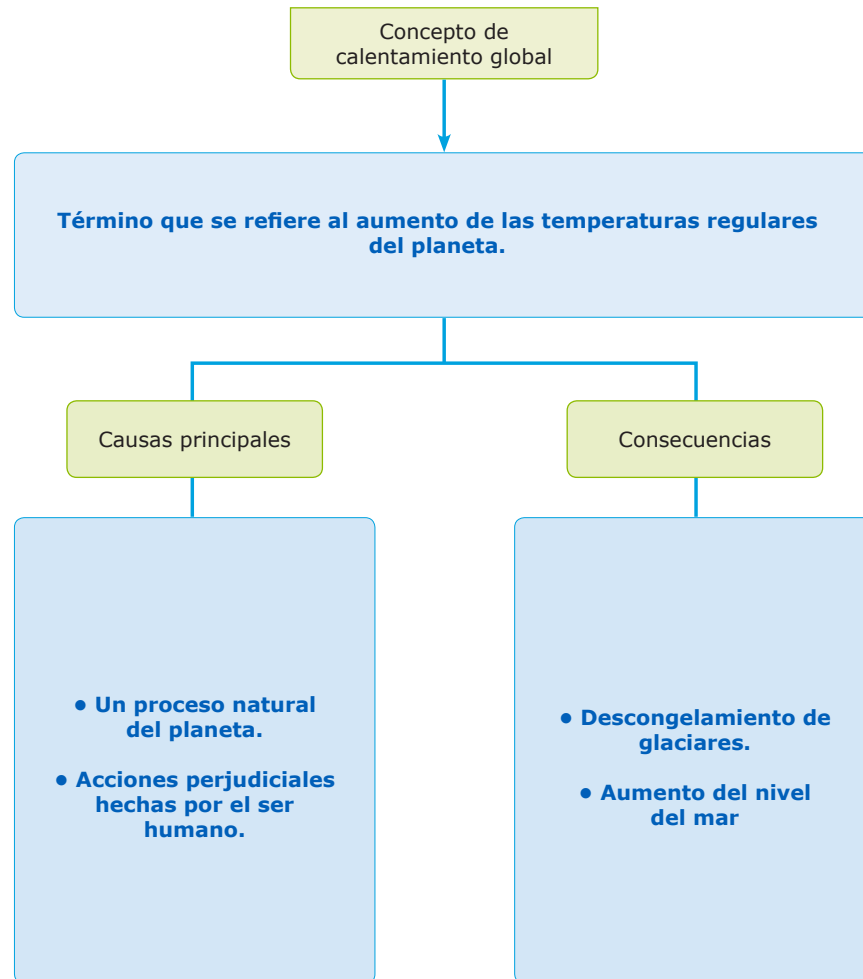 Concepto de
calentamiento global
Término que se refiere al aumento de las temperaturas regulares
del planeta.
Causas principales
Consecuencias
● Un proceso natural
del planeta.
● Acciones perjudiciales
hechas por el ser
humano.
● Descongelamiento de
glaciares.
● Aumento del nivel
del mar